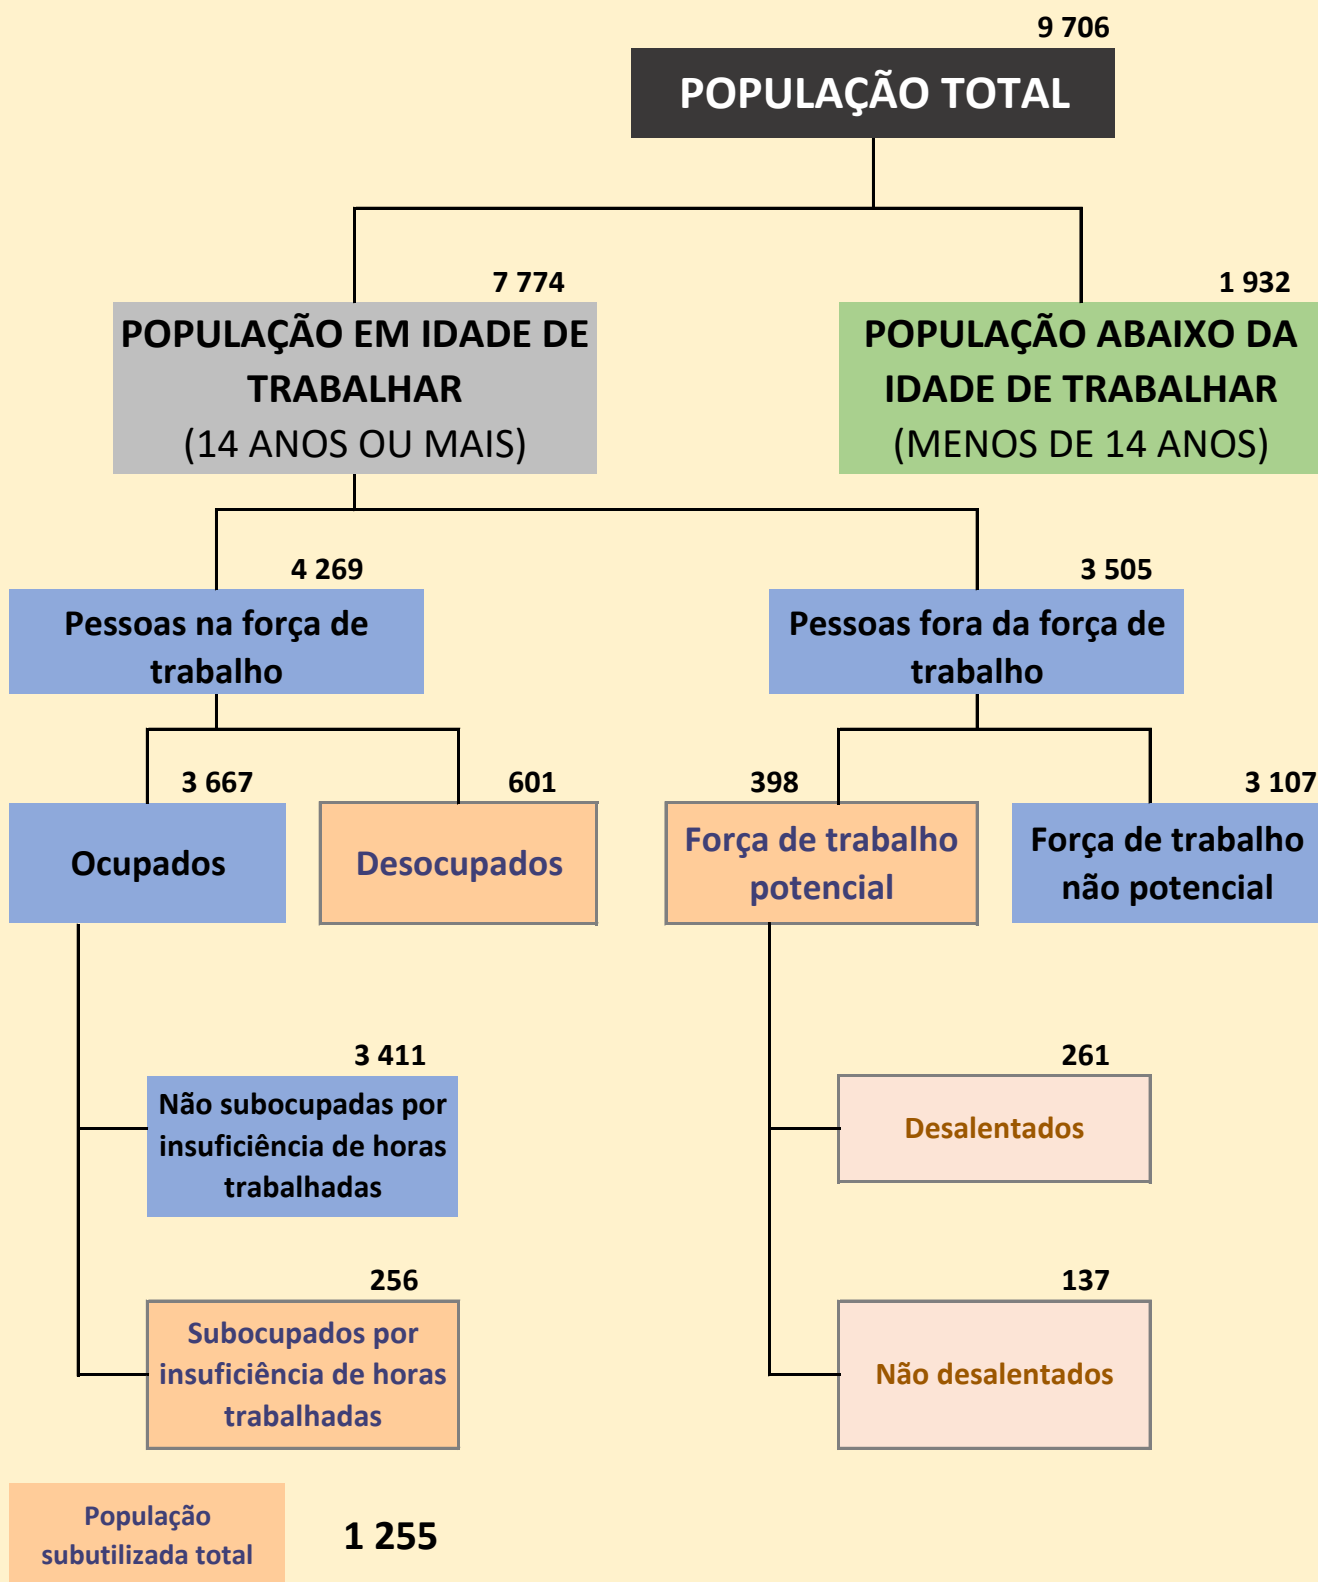 9 706
POPULAÇÃO TOTAL
7 774
POPULAÇÃO EM IDADE DE
TRABALHAR
(14 ANOS OU MAIS)
1 932
POPULAÇÃO ABAIXO DA
IDADE DE TRABALHAR
(MENOS DE 14 ANOS)
4 269
Pessoas na força de
trabalho
3 505
Pessoas fora da força de
trabalho
3 667
Ocupados
601
Desocupados
398
Força de trabalho
potencial
3 107
Força de trabalho
não potencial
3 411
Não subocupadas por
insuficiência de horas
trabalhadas
261
Desalentados
256
Subocupados por
insuficiência de horas
trabalhadas
137
Não desalentados
População
subutilizada total
1 255